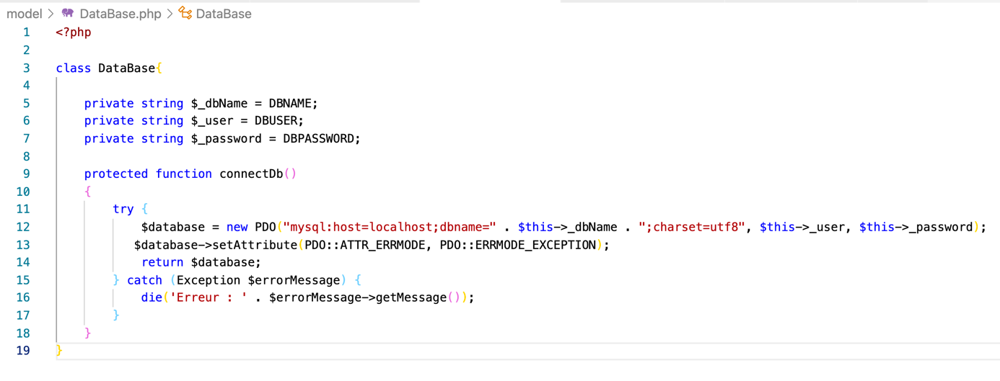 model > DataBase.php > DataBase
1 <?php
2
3 class DataBase{
4
5     private string $_dbName = DBNAME;
6     private string $_user = DBUSER;
7     private string $_password = DBPASSWORD;
8
9     protected function connectDb()
10     {
11         try {
12             $database = new PDO("mysql:host=localhost;dbname=" . $this->_dbName . ";charset=utf8", $this->_user, $this->_password);
13            $database->setAttribute(PDO::ATTR_ERRMODE, PDO::ERRMODE_EXCEPTION);
14             return $database;
15         } catch (Exception $errorMessage) {
16             die('Erreur : ' . $errorMessage->getMessage());
17         }
18     }
19 }